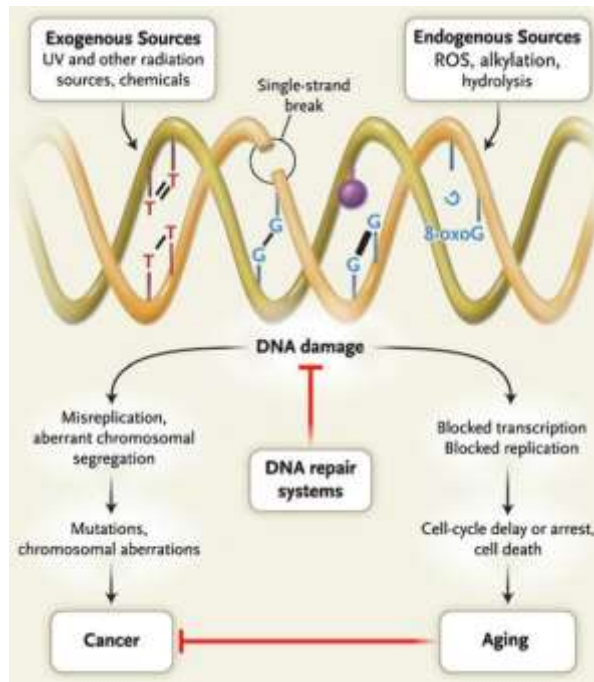 Exogenous Sources
UV and other radiation
sources, chemicals
Endogenous Sources
ROS, alkylation,
hydrolysis
Single-strand
break
T
T
T
T
G
G
G
G
G
8-oxoG
DNA damage
Misreplication,
aberrant chromosomal
segregation
Blocked transcription
Blocked replication
DNA repair
systems
Mutations,
chromosomal aberrations
Cell-cycle delay or arrest,
cell death
Cancer
Aging